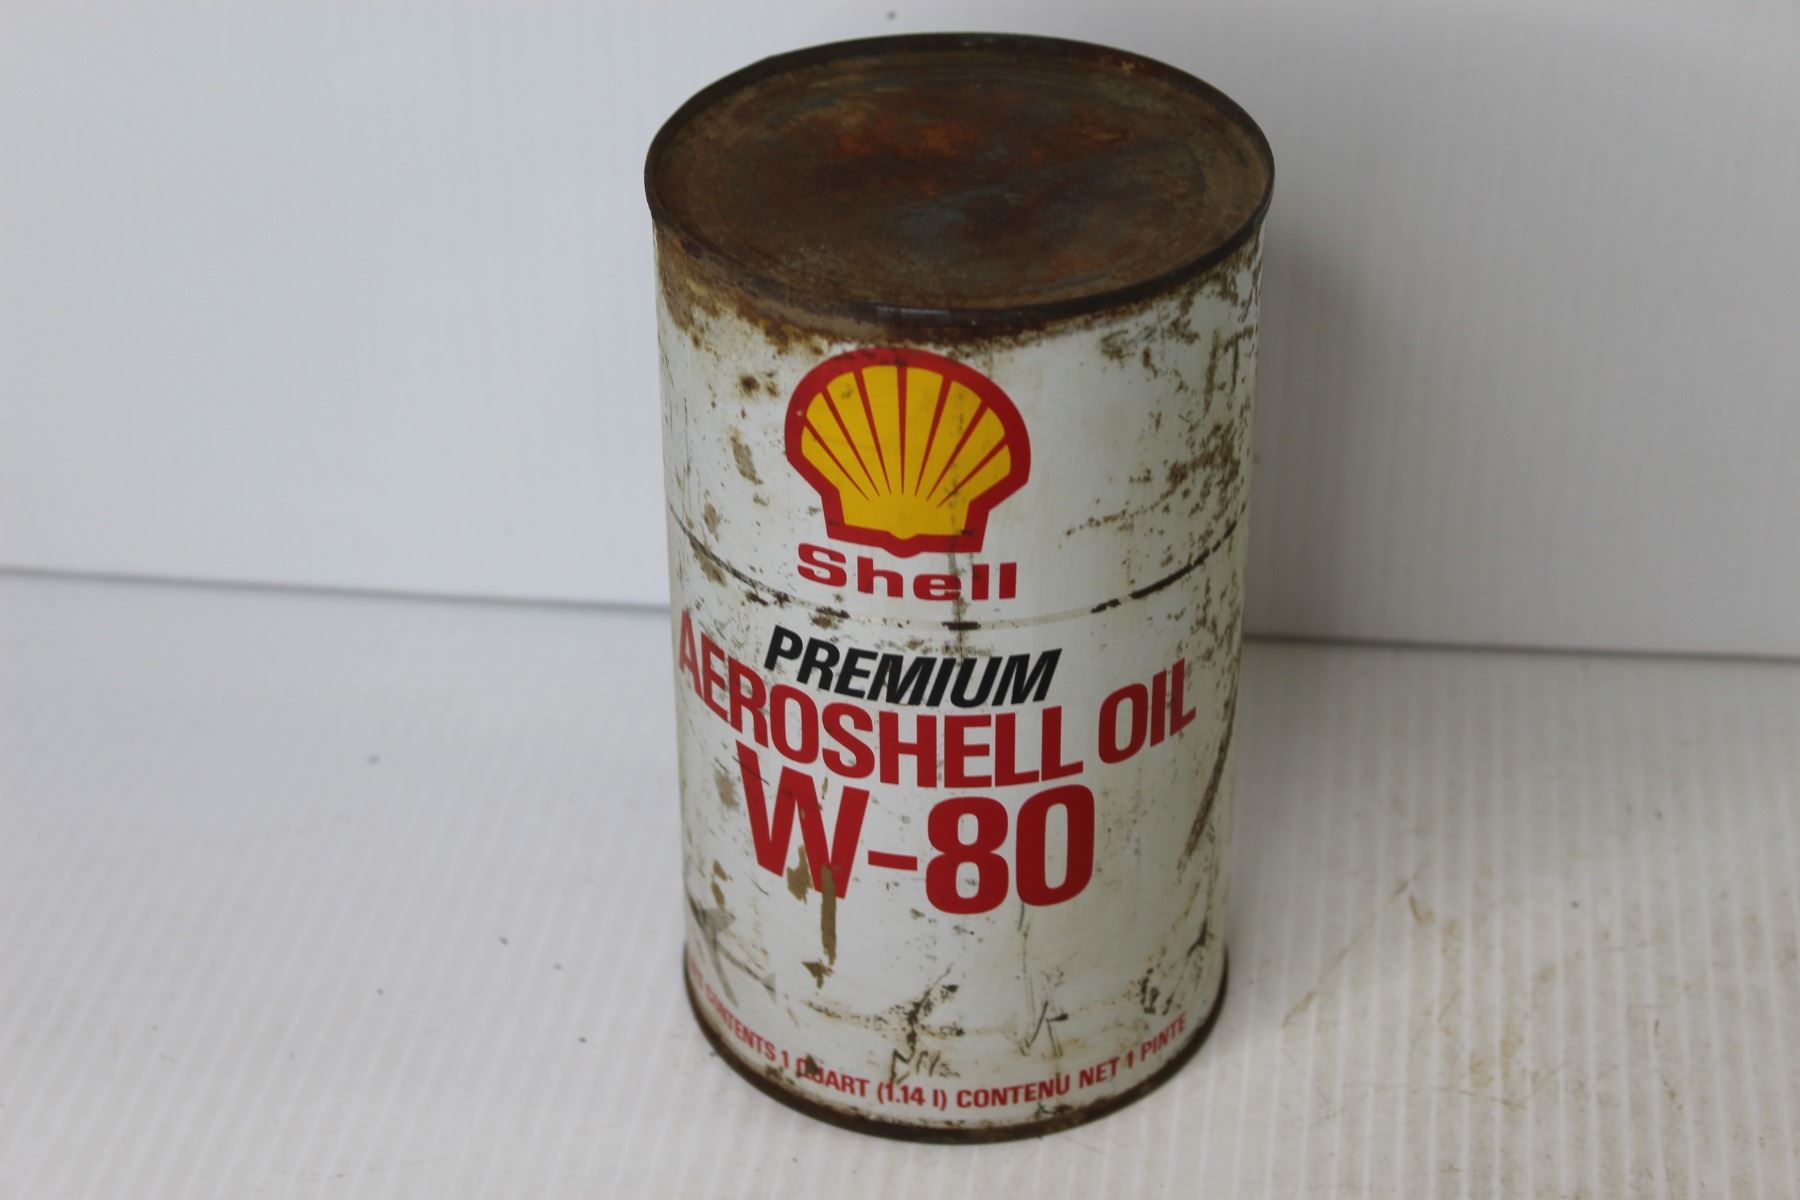 Shell
PREMIUM
AEROSHELL OIL
W-80
CONTENTS 1 QUART (1.14 l) CONTENU NET 1 PINTE